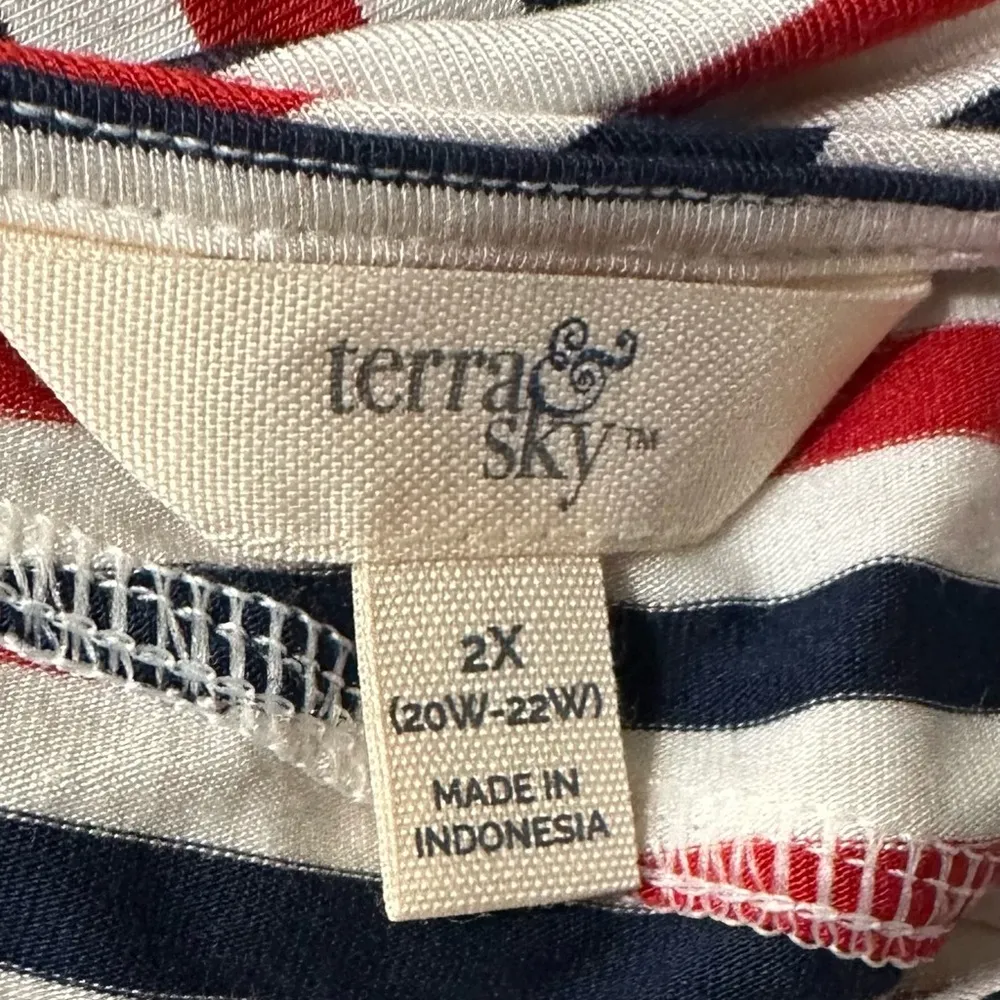 terra&
sky™
2X
(20W-22W)
MADE IN
INDONESIA